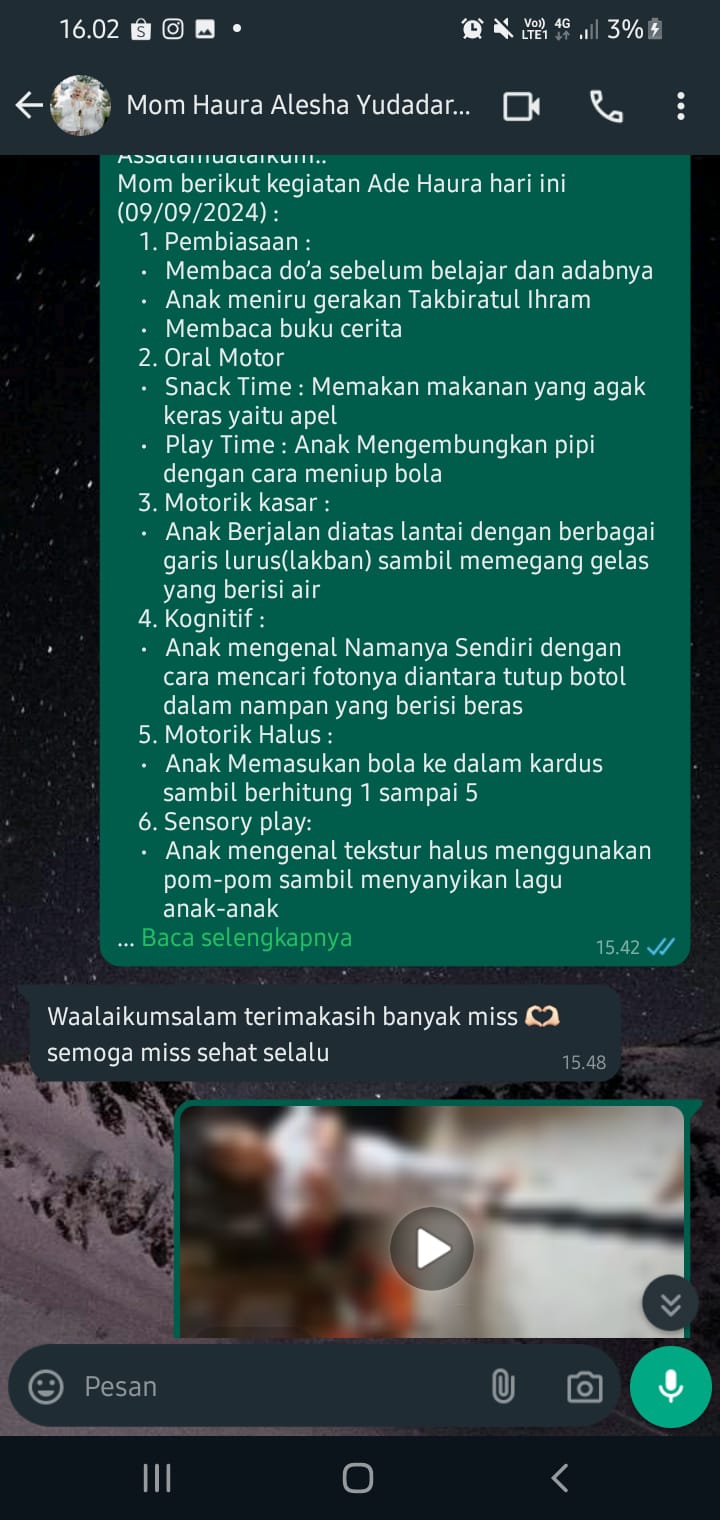 16.02
Vo)) 4G
LTE1
3%
Mom Haura Alesha Yudadar...
Assalamualaikum..
Mom berikut kegiatan Ade Haura hari ini
(09/09/2024) :
1. Pembiasaan :
• Membaca do’a sebelum belajar dan adabnya
• Anak meniru gerakan Takbiratul Ihram
• Membaca buku cerita
2. Oral Motor
• Snack Time : Memakan makanan yang agak
keras yaitu apel
• Play Time : Anak Mengembungkan pipi
dengan cara meniup bola
3. Motorik kasar :
• Anak Berjalan diatas lantai dengan berbagai
garis lurus(lakban) sambil memegang gelas
yang berisi air
4. Kognitif :
• Anak mengenal Namanya Sendiri dengan
cara mencari fotonya diantara tutup botol
dalam nampan yang berisi beras
5. Motorik Halus :
• Anak Memasukan bola ke dalam kardus
sambil berhitung 1 sampai 5
6. Sensory play:
• Anak mengenal tekstur halus menggunakan
pom-pom sambil menyanyikan lagu
anak-anak
... Baca selengkapnya
15.42
Waalaikumsalam terimakasih banyak miss 🫶🏻
semoga miss sehat selalu
15.48
Pesan